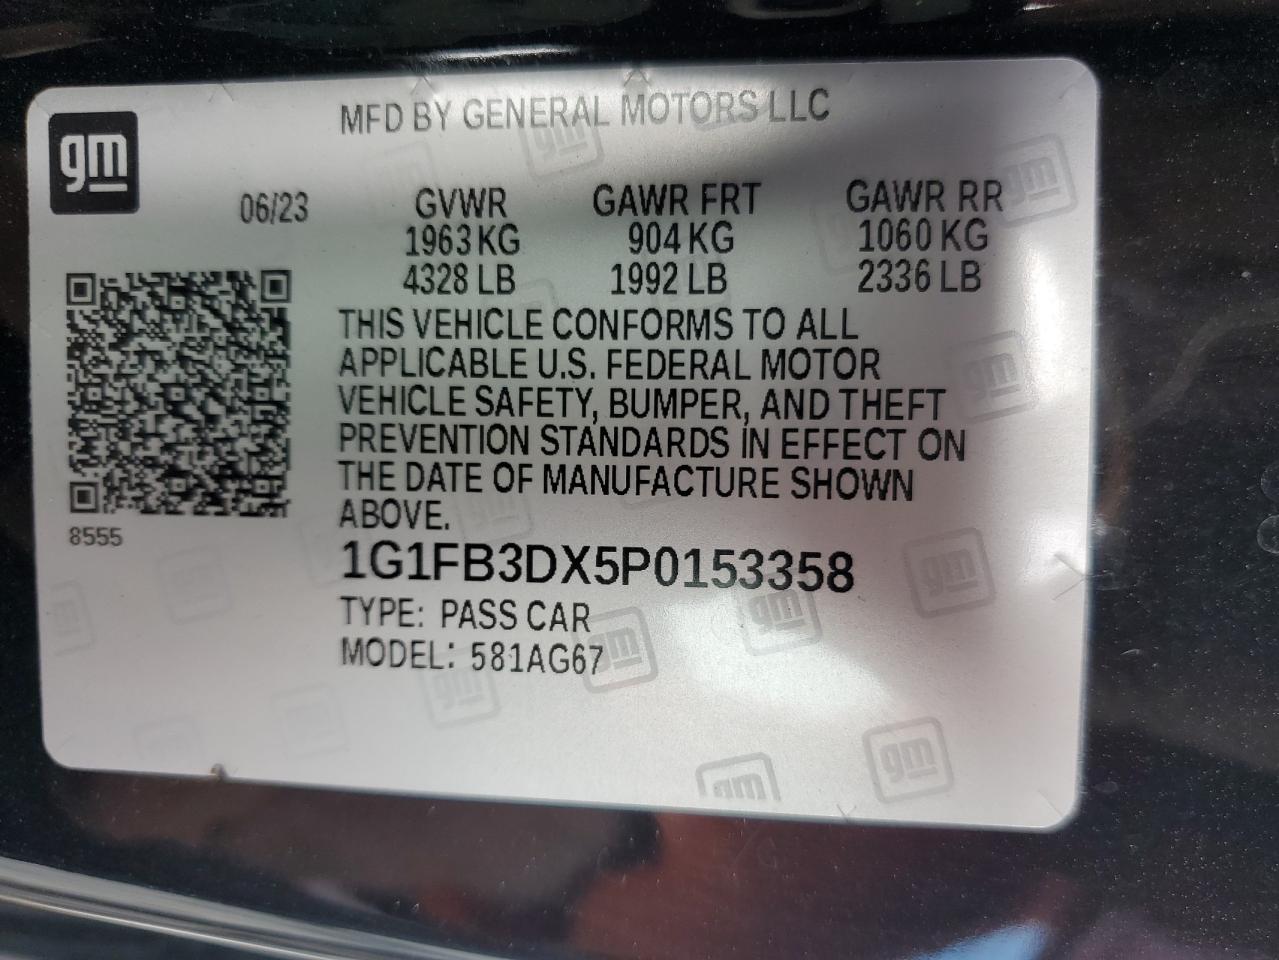 gm
MFD BY GENERAL MOTORS LLC
06/23 GVWR GAWR FRT GAWR RR
1963 KG 904 KG 1060 KG
4328 LB 1992 LB 2336 LB
THIS VEHICLE CONFORMS TO ALL
APPLICABLE U.S. FEDERAL MOTOR
VEHICLE SAFETY, BUMPER, AND THEFT
PREVENTION STANDARDS IN EFFECT ON
THE DATE OF MANUFACTURE SHOWN
ABOVE.
8555
1G1FB3DX5P0153358
TYPE: PASS CAR
MODEL: 581AG67